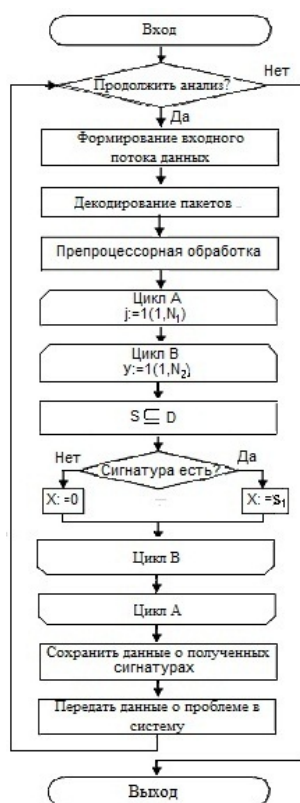 Вход
Продолжить анализ?
Нет
Да
Формирование входного
потока данных
Декодирование пакетов
Препроцессорная обработка
Цикл А
j:=1(1,N₁)
Цикл В
y:=1(1,N₂)
S ⊆ D
Нет
Сигнатура есть?
Да
X: =0
X: =S₁
Цикл В
Цикл А
Сохранить данные о полученных
сигнатурах
Передать данные о проблеме в
систему
Выход